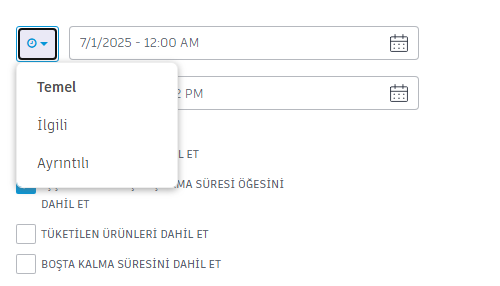 7/1/2025 - 12:00 AM
Temel
2 PM
İlgili
Ayrıntılı
ET
SÜRESİ ÖĞESİNİ
DAHİL ET
TÜKETİLEN ÜRÜNLERİ DAHİL ET
BOŞTA KALMA SÜRESİNİ DAHİL ET